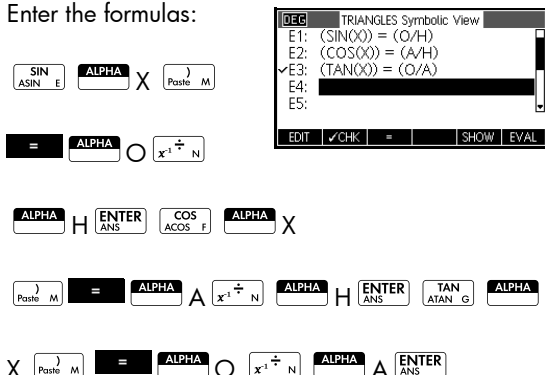 Enter the formulas:
DEG TRIANGLES Symbolic View
E1: (SIN(X)) = (O/H)
E2: (COS(X)) = (A/H)
✓E3: (TAN(X)) = (O/A)
E4:
E5:
EDIT ✓CHK = SHOW EVAL
SIN ASIN E ALPHA X ) Paste M
= ALPHA O x⁻¹ ÷ N
ALPHA H ENTER ANS COS ACOS F ALPHA X
) Paste M = ALPHA A x⁻¹ ÷ N ALPHA H ENTER ANS TAN ATAN G ALPHA
X ) Paste M = ALPHA O x⁻¹ ÷ N ALPHA A ENTER ANS